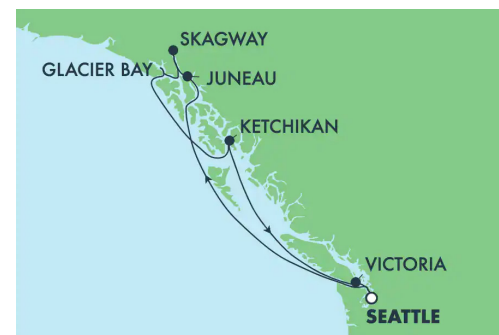 SKAGWAY
GLACIER BAY
JUNEAU
KETCHIKAN
VICTORIA
SEATTLE